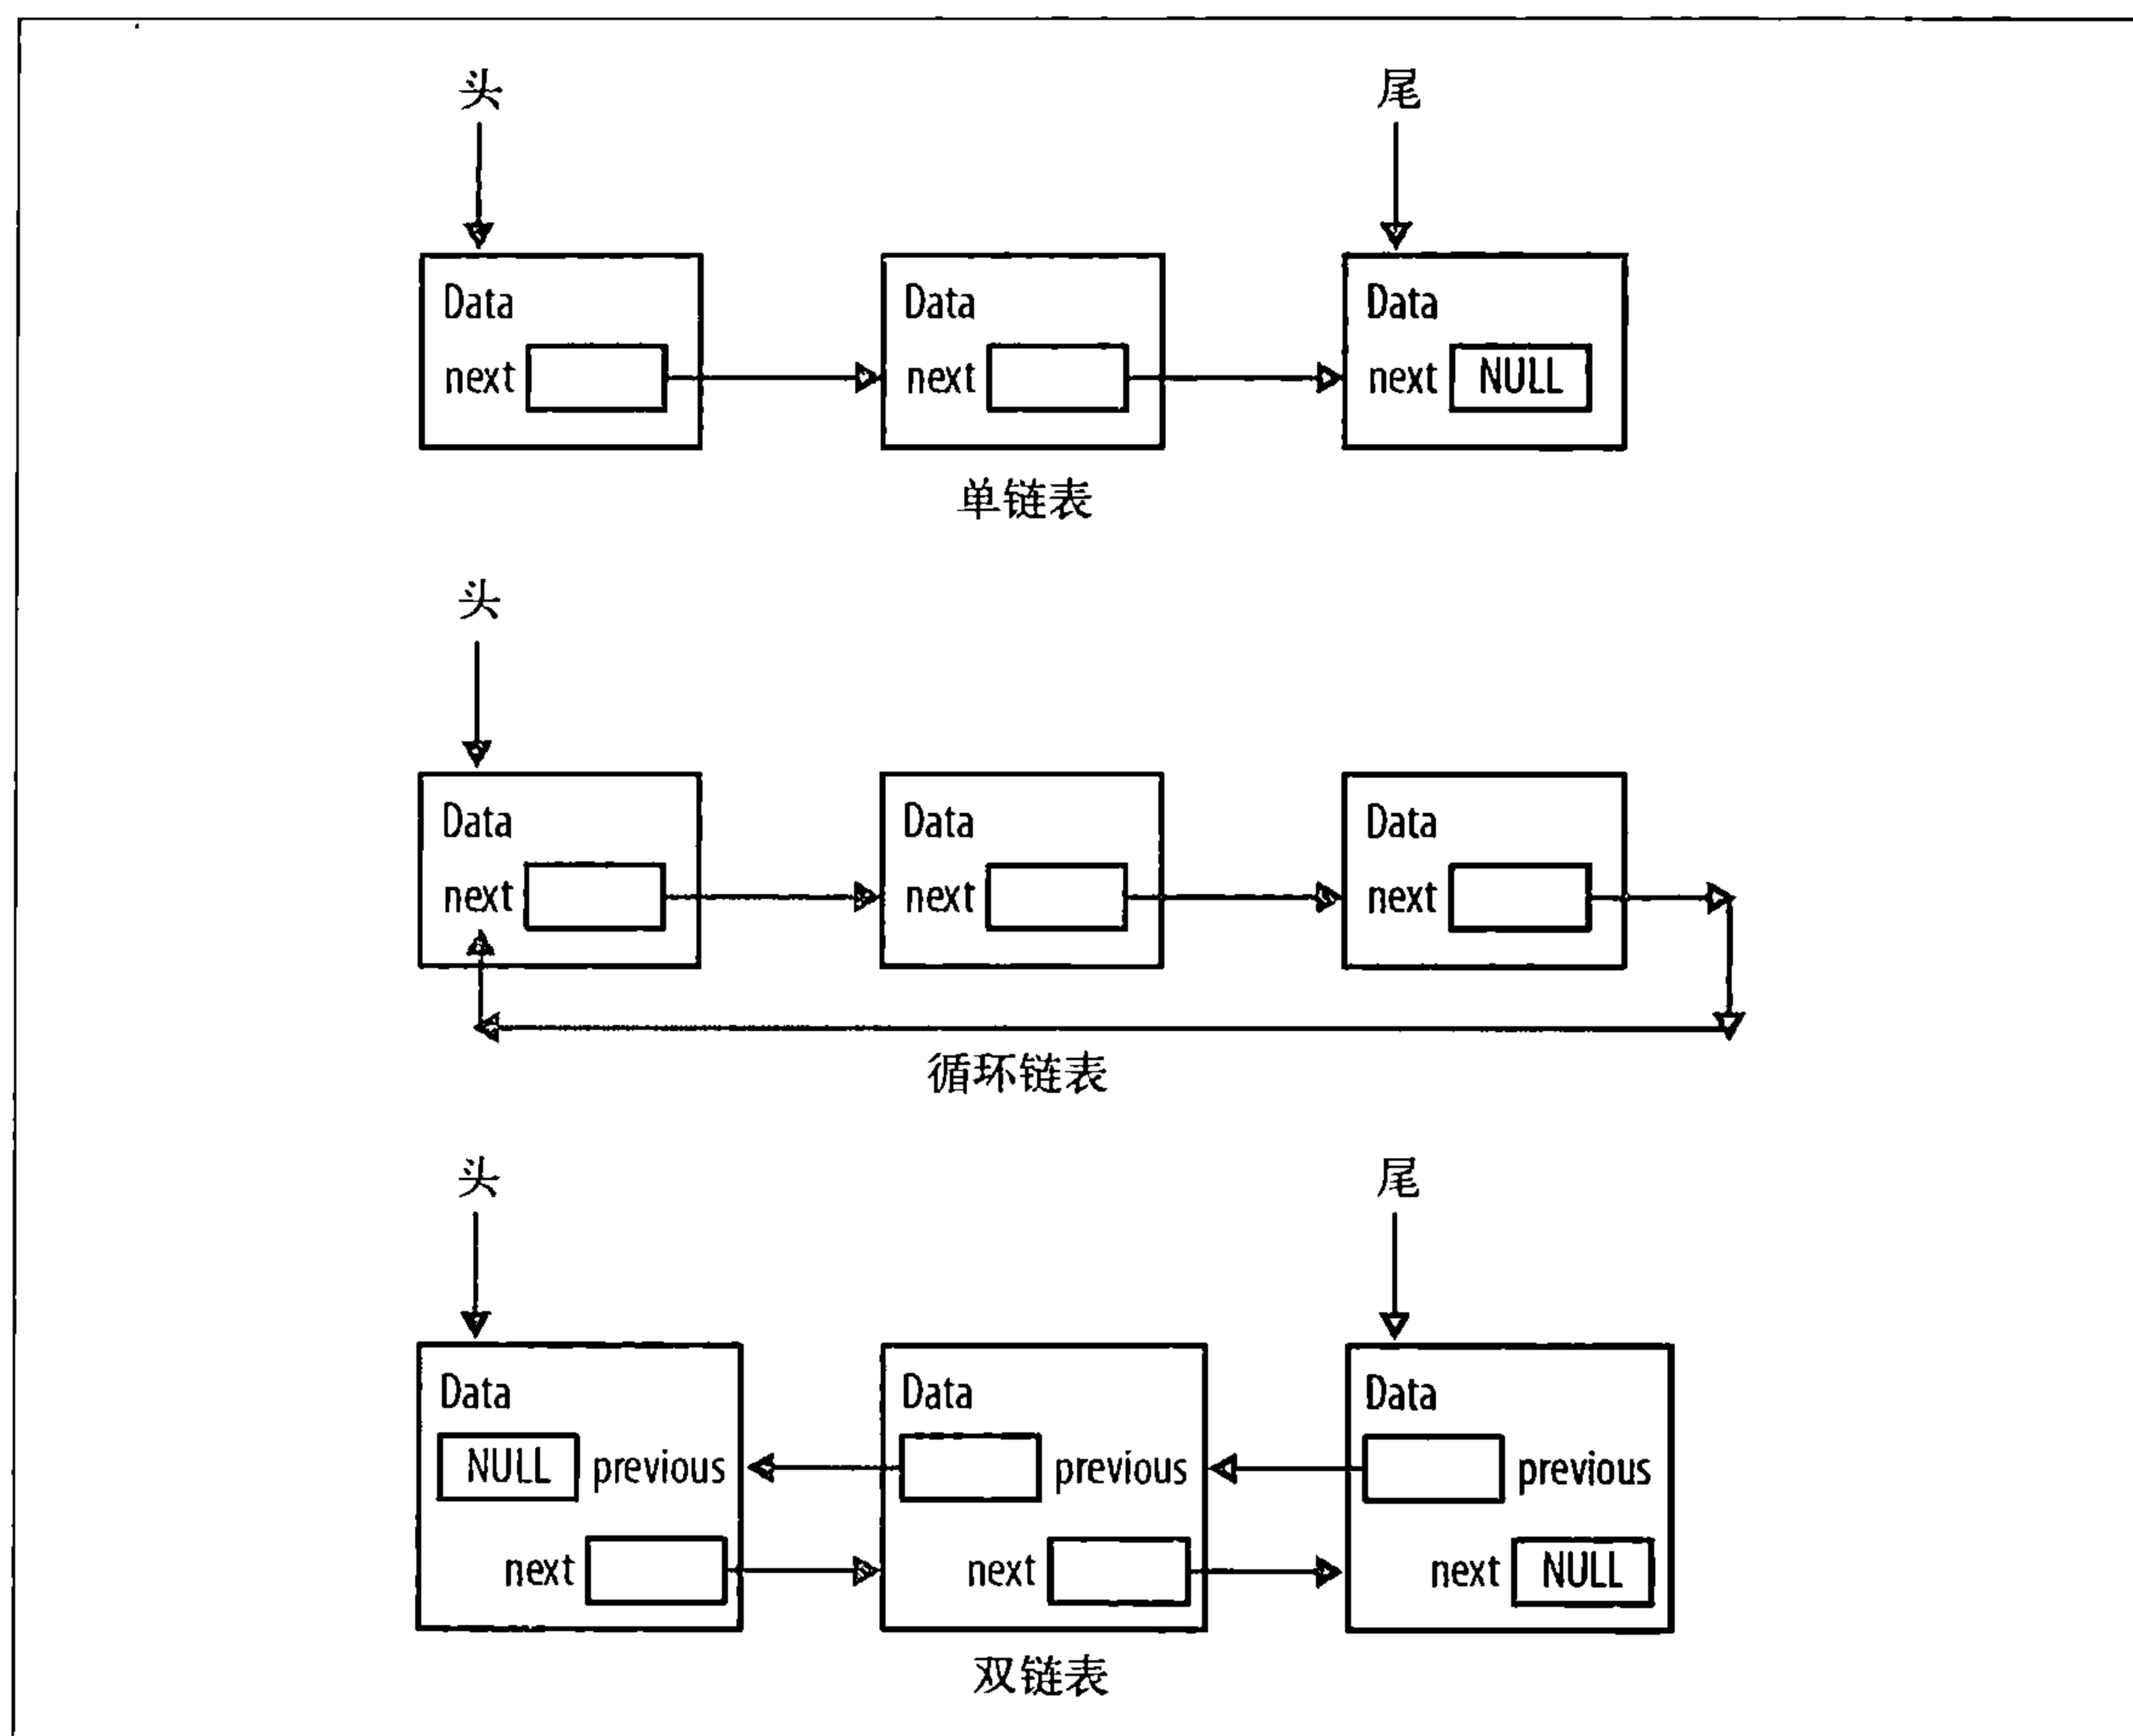 头 尾
Data Data Data
next next next NULL
单链表
头
Data Data Data
next next next
循环链表
头 尾
Data Data Data
NULL previous previous previous
next next next NULL
双链表